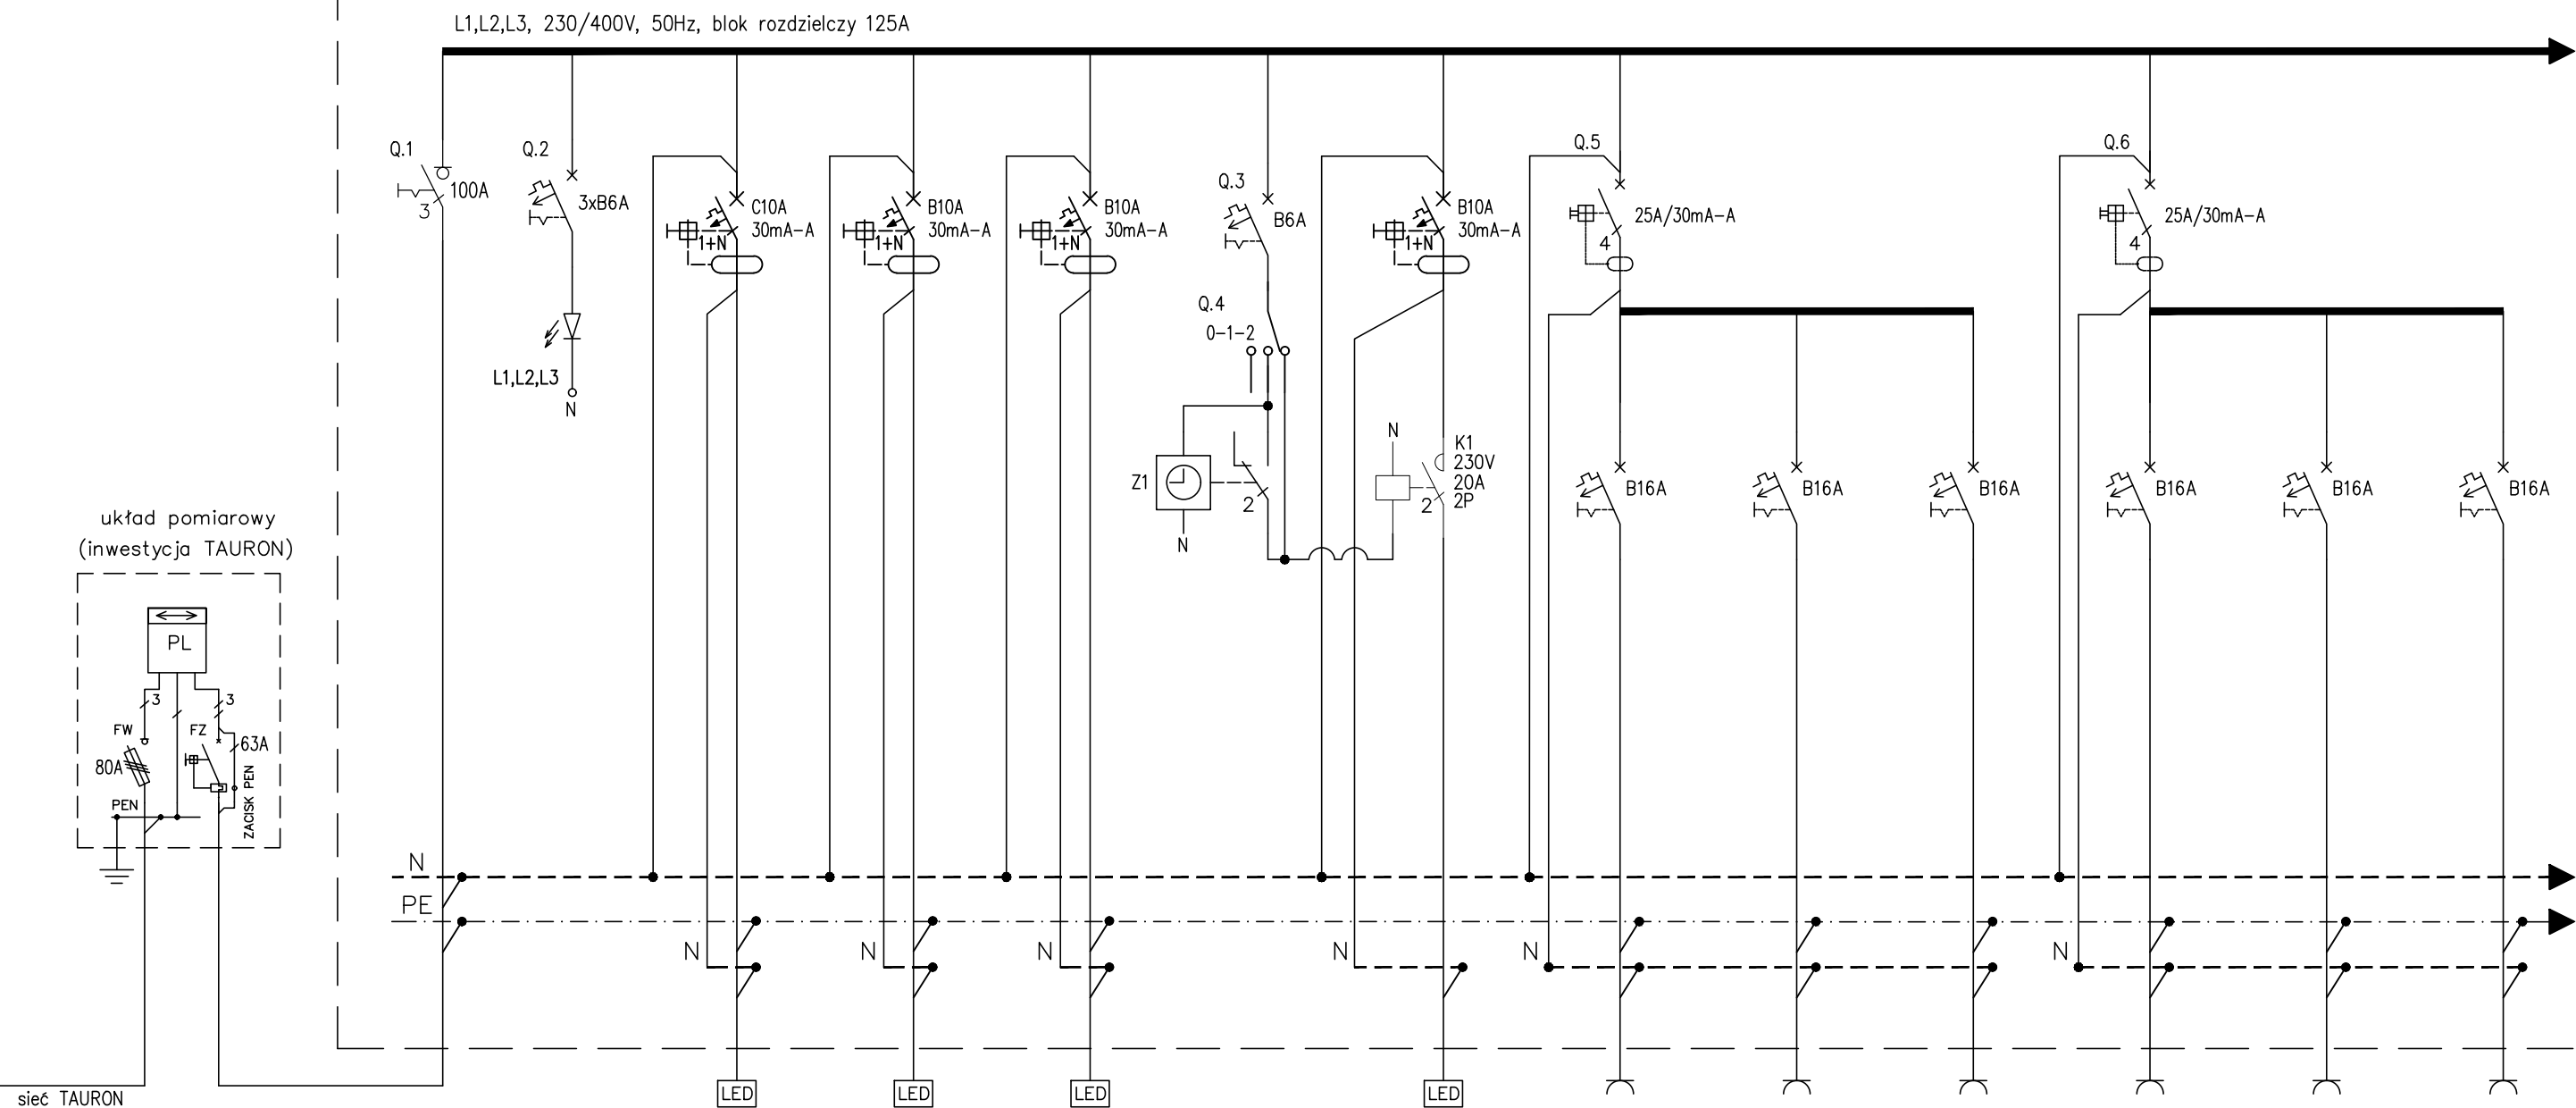 L1,L2,L3, 230/400V, 50Hz, blok rozdzielczy 125A
Q.1
100A
3
Q.2
3xB6A
L1,L2,L3
N
C10A
30mA-A
1+N
B10A
30mA-A
1+N
B10A
30mA-A
1+N
Q.3
B6A
Q.4
0-1-2
Z1
N
2
B10A
30mA-A
1+N
N
K1
230V
20A
2P
2
Q.5
25A/30mA-A
4
B16A
B16A
B16A
Q.6
25A/30mA-A
4
B16A
B16A
B16A
układ pomiarowy
(inwestycja TAURON)
PL
3
3
FW
FZ
63A
80A
PEN
ZACISK PEN
N
PE
N
N
N
N
N
N
LED
LED
LED
LED
sieć TAURON